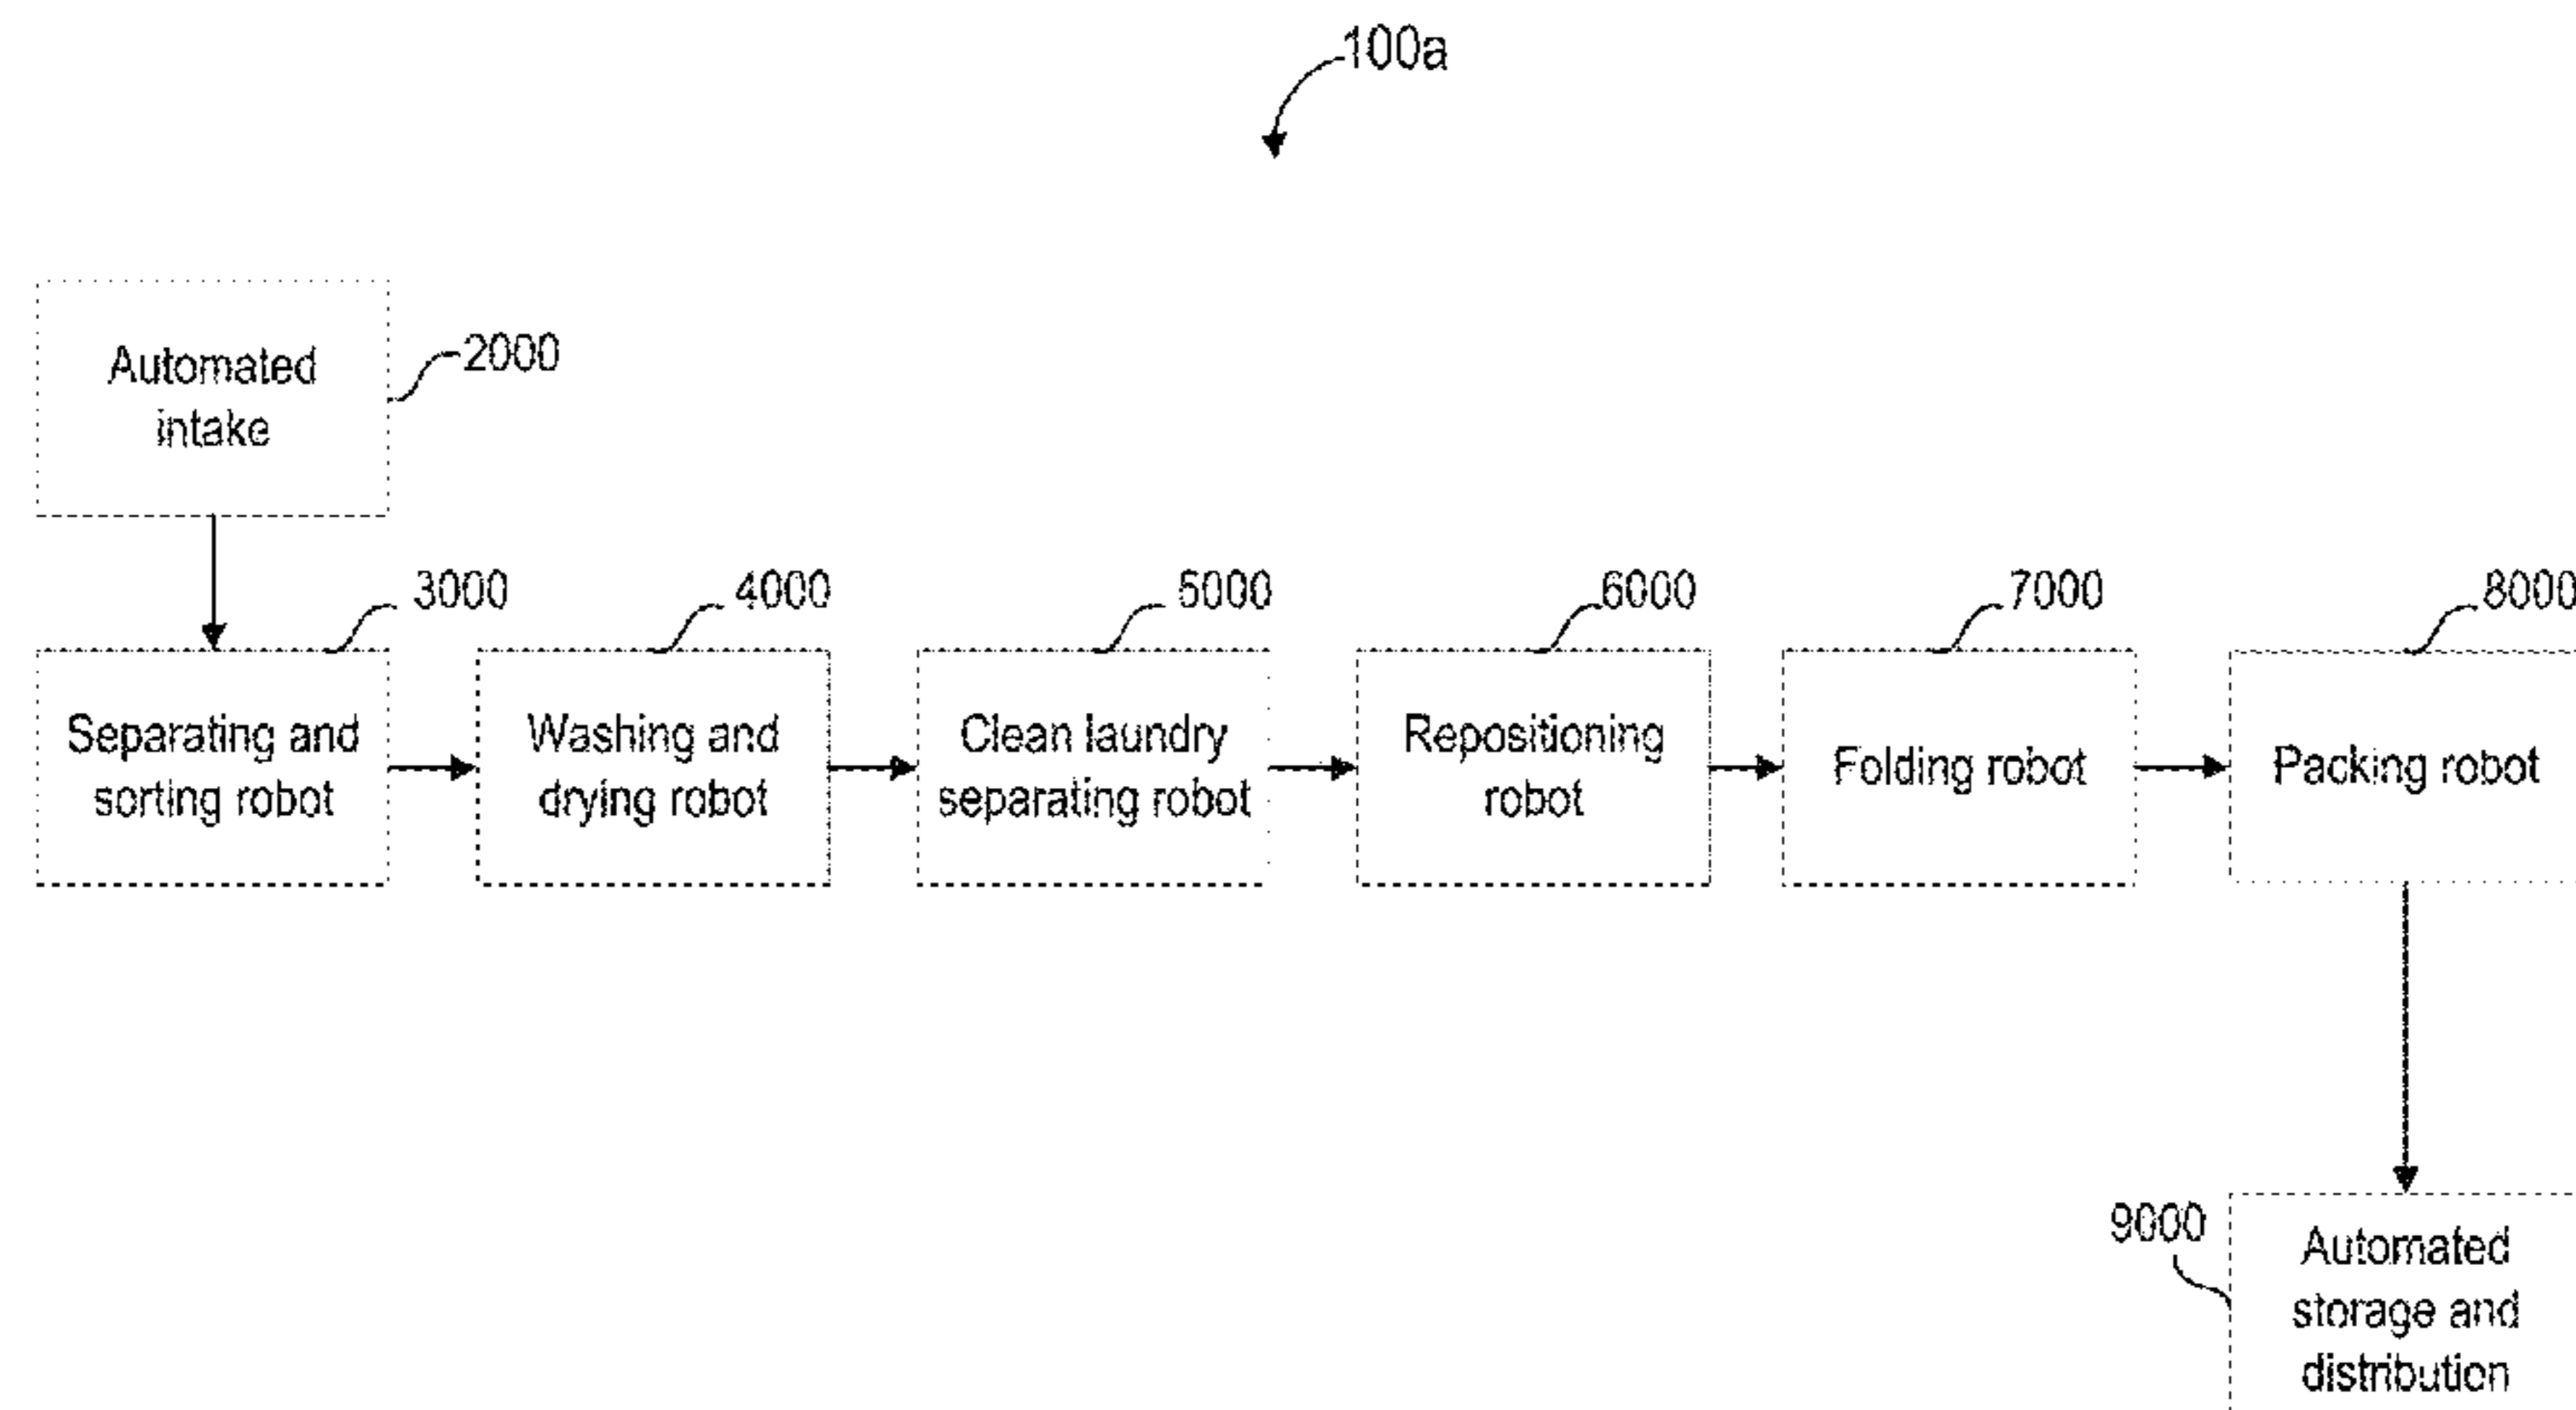 100a
Automated
intake
2000
3000
4000
5000
6000
7000
8000
Separating and
sorting robot
Washing and
drying robot
Clean laundry
separating robot
Repositioning
robot
Folding robot
Packing robot
9000
Automated
storage and
distribution